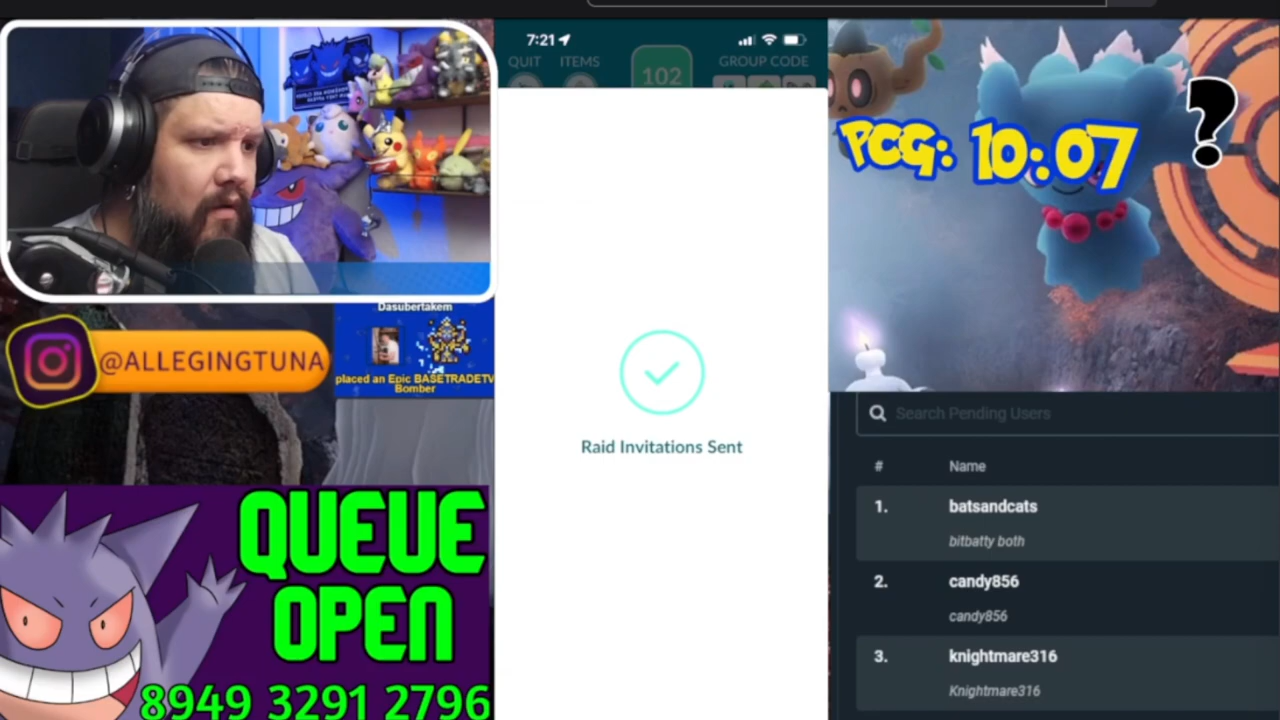 7:21
QUIT ITEMS
102
GROUP CODE
PCG: 10:07
?
Dasubertakem
placed an Epic BASETRADETV
Bomber
@ALLEGINGTUNA
Raid Invitations Sent
Search Pending Users
# Name
1. batsandcats
bitbatty both
2. candy856
candy856
3. knightmare316
Knightmare316
QUEUE
OPEN
8949 3291 2796